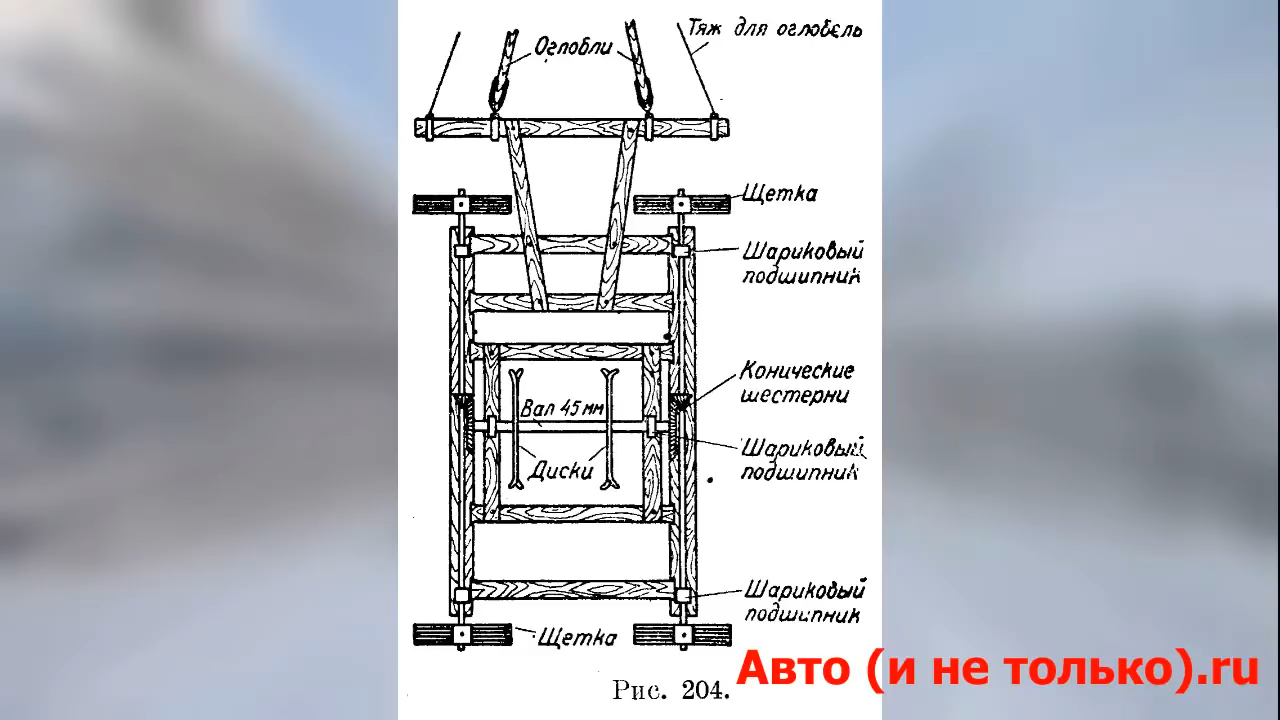 Тяж для оглобель
Оглобли
Щетка
Шариковый
подшипник
Конические
шестерни
Вал 45 мм
Шариковый
подшипник
Диски
Шариковый
подшипник
Щетка
Рис. 204.
Авто (и не только).ru